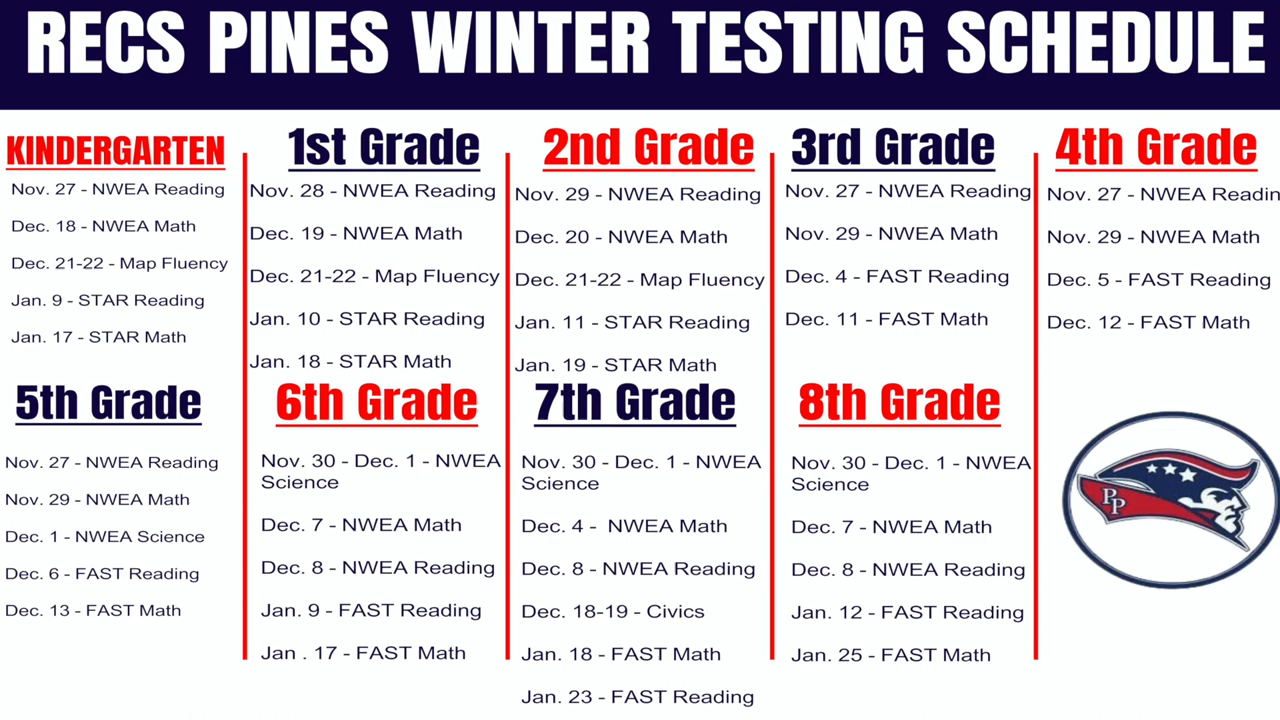 RECS PINES WINTER TESTING SCHEDULE
KINDERGARTEN
Nov. 27 - NWEA Reading
Dec. 18 - NWEA Math
Dec. 21-22 - Map Fluency
Jan. 9 - STAR Reading
Jan. 17 - STAR Math
1st Grade
Nov. 28 - NWEA Reading
Dec. 19 - NWEA Math
Dec. 21-22 - Map Fluency
Jan. 10 - STAR Reading
Jan. 18 - STAR Math
2nd Grade
Nov. 29 - NWEA Reading
Dec. 20 - NWEA Math
Dec. 21-22 - Map Fluency
Jan. 11 - STAR Reading
Jan. 19 - STAR Math
3rd Grade
Nov. 27 - NWEA Reading
Nov. 29 - NWEA Math
Dec. 4 - FAST Reading
Dec. 11 - FAST Math
4th Grade
Nov. 27 - NWEA Readin
Nov. 29 - NWEA Math
Dec. 5 - FAST Reading
Dec. 12 - FAST Math
5th Grade
Nov. 27 - NWEA Reading
Nov. 29 - NWEA Math
Dec. 1 - NWEA Science
Dec. 6 - FAST Reading
Dec. 13 - FAST Math
6th Grade
Nov. 30 - Dec. 1 - NWEA
Science
Dec. 7 - NWEA Math
Dec. 8 - NWEA Reading
Jan. 9 - FAST Reading
Jan . 17 - FAST Math
7th Grade
Nov. 30 - Dec. 1 - NWEA
Science
Dec. 4 - NWEA Math
Dec. 8 - NWEA Reading
Dec. 18-19 - Civics
Jan. 18 - FAST Math
Jan. 23 - FAST Reading
8th Grade
Nov. 30 - Dec. 1 - NWEA
Science
Dec. 7 - NWEA Math
Dec. 8 - NWEA Reading
Jan. 12 - FAST Reading
Jan. 25 - FAST Math
PP